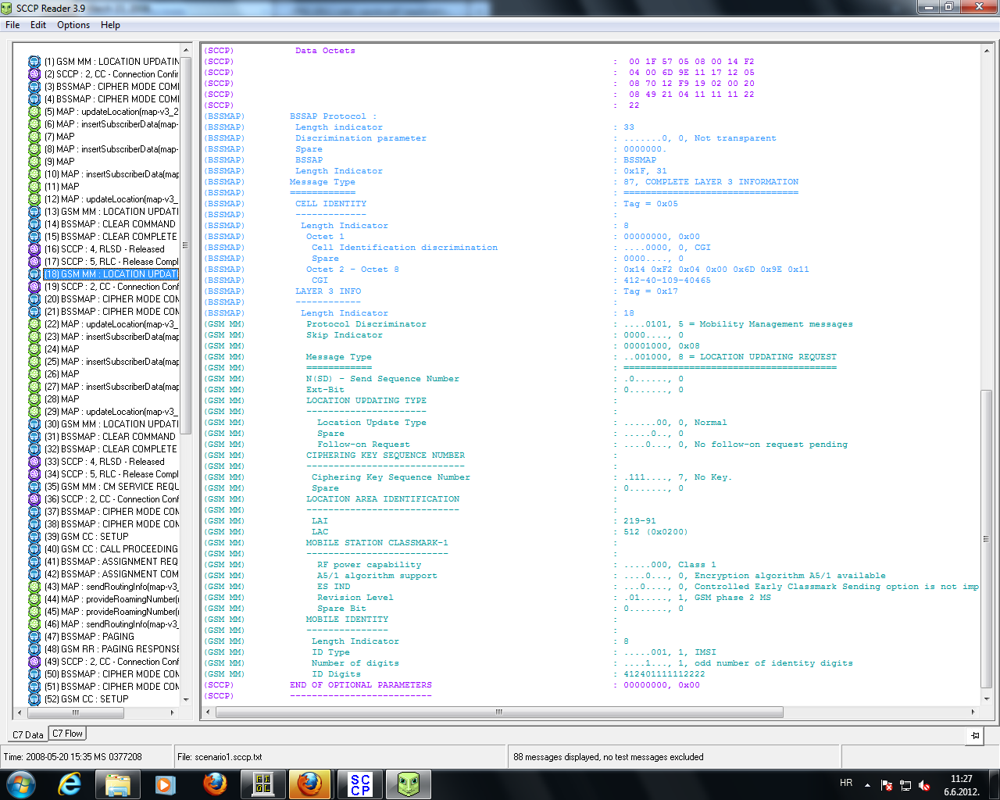 SCCP Reader 3.9
File Edit Options Help
(1) GSM MM : LOCATION UPDATIN
(2) SCCP : 2, CC - Connection Confir
(3) BSSMAP : CIPHER MODE COM
(4) BSSMAP : CIPHER MODE COM
(5) MAP : updateLocation(map-v3_2
(6) MAP : insertSubscriberData(map-
(7) MAP
(8) MAP : insertSubscriberData(map-
(9) MAP
(10) MAP : insertSubscriberData(map
(11) MAP
(12) MAP : updateLocation(map-v3_
(13) GSM MM : LOCATION UPDATI
(14) BSSMAP : CLEAR COMMAND
(15) BSSMAP : CLEAR COMPLETE
(16) SCCP : 4, RLSD - Released
(17) SCCP : 5, RLC - Release Compl
(18) GSM MM : LOCATION UPDATI
(19) SCCP : 2, CC - Connection Conf
(20) BSSMAP : CIPHER MODE COM
(21) BSSMAP : CIPHER MODE COM
(22) MAP : updateLocation(map-v3_
(23) MAP : insertSubscriberData(map
(24) MAP
(25) MAP : insertSubscriberData(map
(26) MAP
(27) MAP : insertSubscriberData(map
(28) MAP
(29) MAP : updateLocation(map-v3_
(30) GSM MM : LOCATION UPDATI
(31) BSSMAP : CLEAR COMMAND
(32) BSSMAP : CLEAR COMPLETE
(33) SCCP : 4, RLSD - Released
(34) SCCP : 5, RLC - Release Compl
(35) GSM MM : CM SERVICE REQU
(36) SCCP : 2, CC - Connection Conf
(37) BSSMAP : CIPHER MODE COM
(38) BSSMAP : CIPHER MODE COM
(39) GSM CC : SETUP
(40) GSM CC : CALL PROCEEDING
(41) BSSMAP : ASSIGNMENT REQ
(42) BSSMAP : ASSIGNMENT COM
(43) MAP : sendRoutingInfo(map-v3_
(44) MAP : provideRoamingNumber(
(45) MAP : provideRoamingNumber(
(46) MAP : sendRoutingInfo(map-v3_
(47) BSSMAP : PAGING
(48) GSM RR : PAGING RESPONSE
(49) SCCP : 2, CC - Connection Conf
(50) BSSMAP : CIPHER MODE COM
(51) BSSMAP : CIPHER MODE COM
(52) GSM CC : SETUP
(SCCP) Data Octets
(SCCP) : 00 1F 57 05 08 00 14 F2
(SCCP) : 04 00 6D 9E 11 17 12 05
(SCCP) : 08 70 12 F9 19 02 00 20
(SCCP) : 08 49 21 04 11 11 11 22
(SCCP) : 22
(BSSMAP) BSSAP Protocol :
(BSSMAP) Length indicator : 33
(BSSMAP) Discrimination parameter : .......0, 0, Not transparent
(BSSMAP) Spare : 0000000.
(BSSMAP) BSSAP : BSSMAP
(BSSMAP) Length Indicator : 0x1F, 31
(BSSMAP) Message Type : 87, COMPLETE LAYER 3 INFORMATION
(BSSMAP) ============ : ================================
(BSSMAP) CELL IDENTITY : Tag = 0x05
(BSSMAP) ------------- :
(BSSMAP) Length Indicator : 8
(BSSMAP) Octet 1 : 00000000, 0x00
(BSSMAP) Cell Identification discrimination : ....0000, 0, CGI
(BSSMAP) Spare : 0000...., 0
(BSSMAP) Octet 2 - Octet 8 : 0x14 0xF2 0x04 0x00 0x6D 0x9E 0x11
(BSSMAP) CGI : 412-40-109-40465
(BSSMAP) LAYER 3 INFO : Tag = 0x17
(BSSMAP) ------------ :
(BSSMAP) Length Indicator : 18
(GSM MM) Protocol Discriminator : ....0101, 5 = Mobility Management messages
(GSM MM) Skip Indicator : 0000...., 0
(GSM MM) : 00001000, 0x08
(GSM MM) Message Type : ..001000, 8 = LOCATION UPDATING REQUEST
(GSM MM) ============ : =======================================
(GSM MM) N(SD) - Send Sequence Number : .0......, 0
(GSM MM) Ext-Bit : 0......., 0
(GSM MM) LOCATION UPDATING TYPE :
(GSM MM) ---------------------- :
(GSM MM) Location Update Type : ......00, 0, Normal
(GSM MM) Spare : .....0.., 0
(GSM MM) Follow-on Request : ....0..., 0, No follow-on request pending
(GSM MM) CIPHERING KEY SEQUENCE NUMBER :
(GSM MM) ----------------------------- :
(GSM MM) Ciphering Key Sequence Number : .111...., 7, No Key.
(GSM MM) Spare : 0......., 0
(GSM MM) LOCATION AREA IDENTIFICATION :
(GSM MM) ---------------------------- :
(GSM MM) LAI : 219-91
(GSM MM) LAC : 512 (0x0200)
(GSM MM) MOBILE STATION CLASSMARK-1 :
(GSM MM) -------------------------- :
(GSM MM) RF power capability : .....000, Class 1
(GSM MM) A5/1 algorithm support : ....0..., 0, Encryption algorithm A5/1 available
(GSM MM) ES IND : ...0...., 0, Controlled Early Classmark Sending option is not imp
(GSM MM) Revision Level : .01....., 1, GSM phase 2 MS
(GSM MM) Spare Bit : 0......., 0
(GSM MM) MOBILE IDENTITY :
(GSM MM) --------------- :
(GSM MM) Length Indicator : 8
(GSM MM) ID Type : .....001, 1, IMSI
(GSM MM) Number of digits : ....1..., 1, odd number of identity digits
(GSM MM) ID Digits : 412401111112222
(SCCP) END OF OPTIONAL PARAMETERS : 00000000, 0x00
(SCCP) --------------------------
C7 Data C7 Flow
Time: 2008-05-20 15:35 MS 0377208 File: scenario1.sccp.txt 88 messages displayed, no test messages excluded
SC
CP
HR
11:27
6.6.2012.